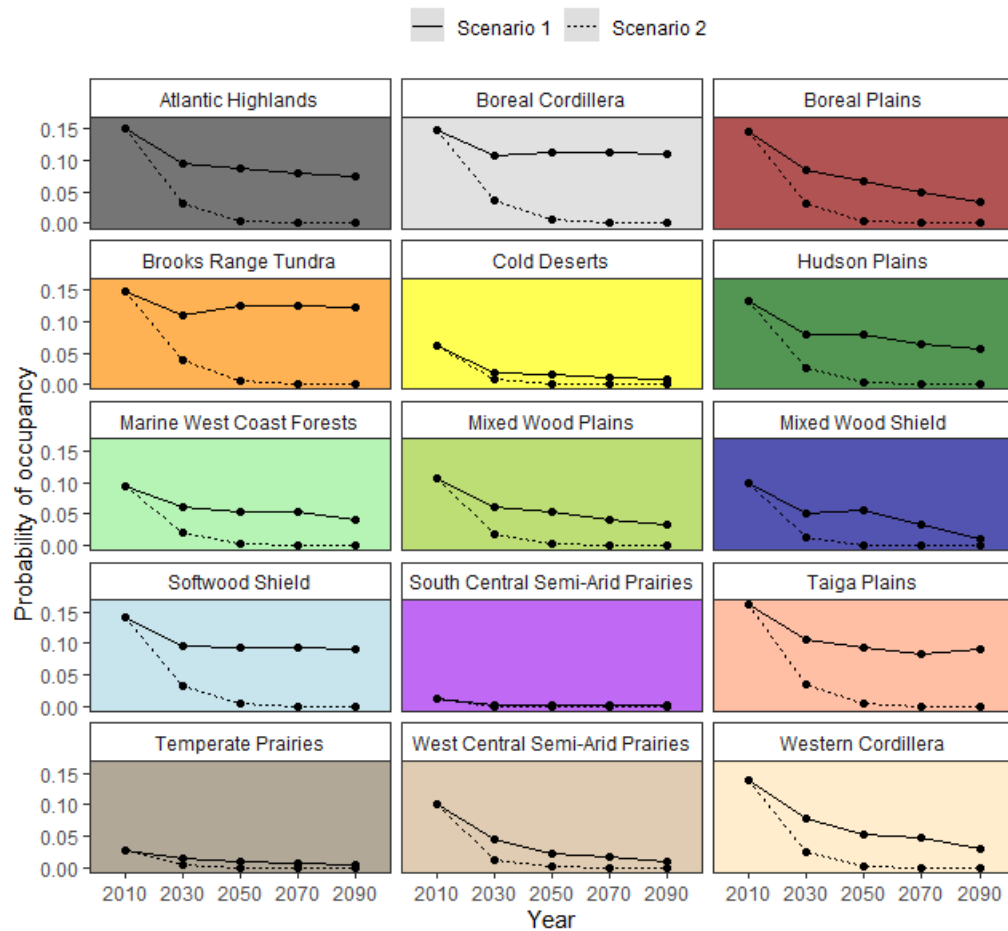 Scenario 1 Scenario 2
Atlantic Highlands Boreal Cordillera Boreal Plains
0.15
0.10
0.05
0.00
Brooks Range Tundra Cold Deserts Hudson Plains
0.15
0.10
0.05
0.00
Marine West Coast Forests Mixed Wood Plains Mixed Wood Shield
0.15
0.10
0.05
0.00
Softwood Shield South Central Semi-Arid Prairies Taiga Plains
0.15
0.10
0.05
0.00
Temperate Prairies West Central Semi-Arid Prairies Western Cordillera
0.15
0.10
0.05
0.00
Probability of occupancy
2010 2030 2050 2070 2090 2010 2030 2050 2070 2090 2010 2030 2050 2070 2090
Year